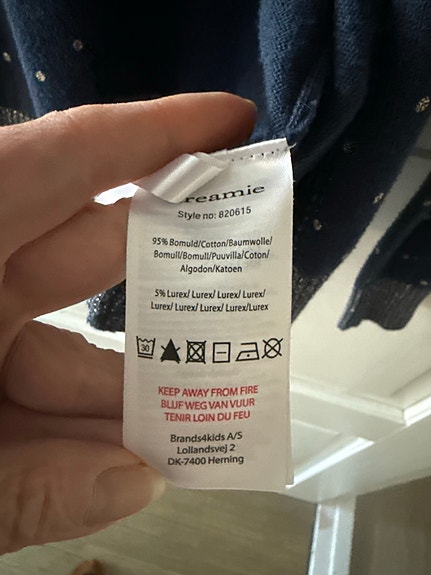 reamie
Style no: 820615
95% Bomuld/Cotton/Baumwolle/
Bomull/Bomull/Puuvilla/Coton/
Algodon/Katoen
5% Lurex/ Lurex/ Lurex/ Lurex/
Lurex/ Lurex/ Lurex/ Lurex/Lurex
30
KEEP AWAY FROM FIRE
BLIJF WEG VAN VUUR
TENIR LOIN DU FEU
Brands4kids A/S
Lollandsvej 2
DK-7400 Herning